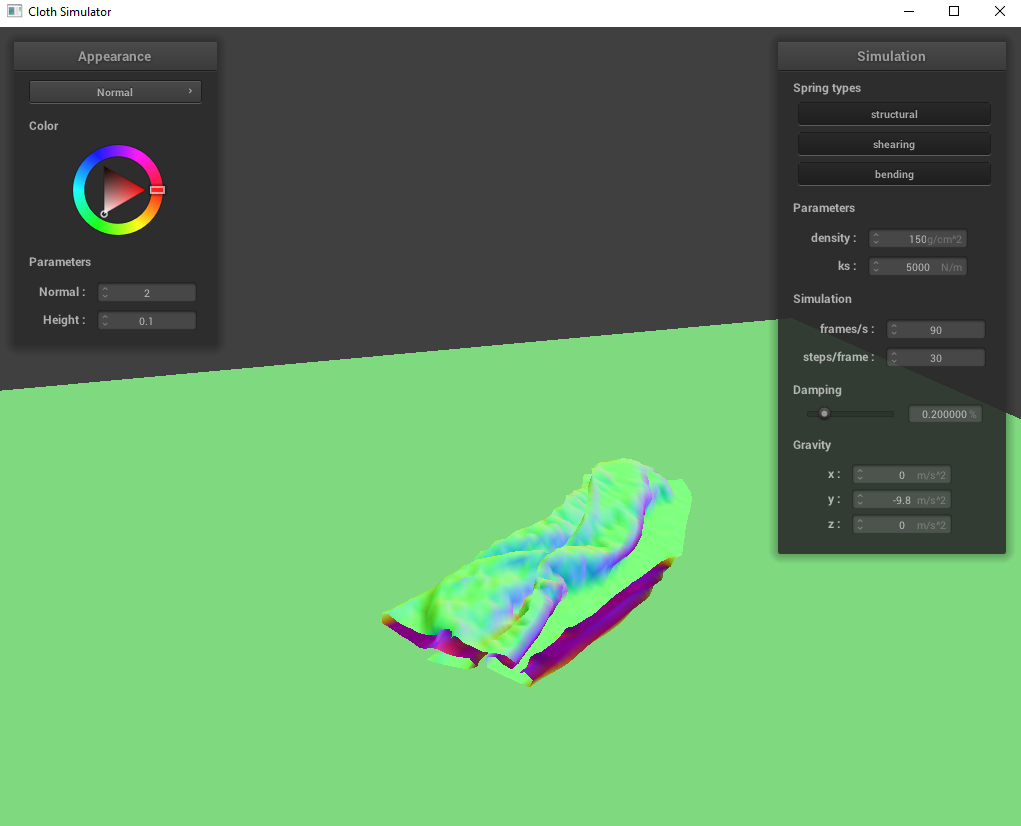 Cloth Simulator
Appearance
Normal
Color
Parameters
Normal : 2
Height : 0.1
Simulation
Spring types
structural
shearing
bending
Parameters
density : 150 g/cm^2
ks : 5000 N/m
Simulation
frames/s : 90
steps/frame : 30
Damping
0.200000 %
Gravity
x : 0 m/s^2
y : -9.8 m/s^2
z : 0 m/s^2